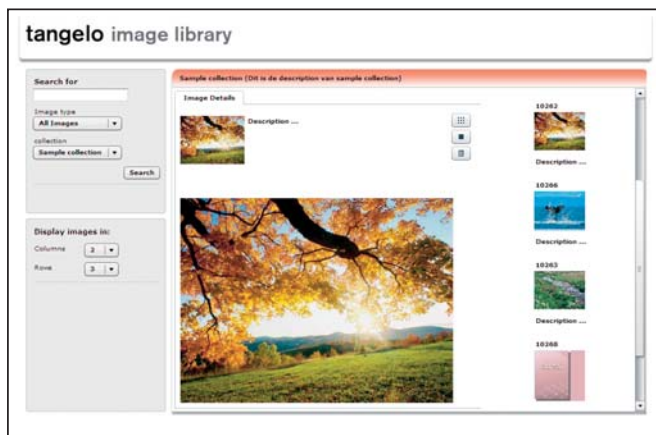 tangelo image library
Search for
Image type
All Images
collection
Sample collection
Search
Display images in:
Columns 2
Rows 3
Sample collection (Dit is de description van sample collection)
Image Details
Description ...
10262
Description ...
10266
Description ...
10263
Description ...
10268